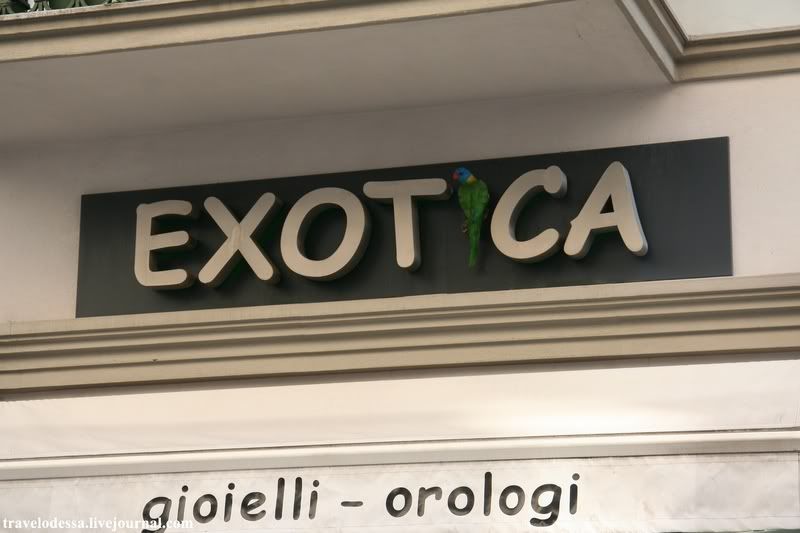 EXOTICA
gioielli - orologi
travelodessa.livejournal.com